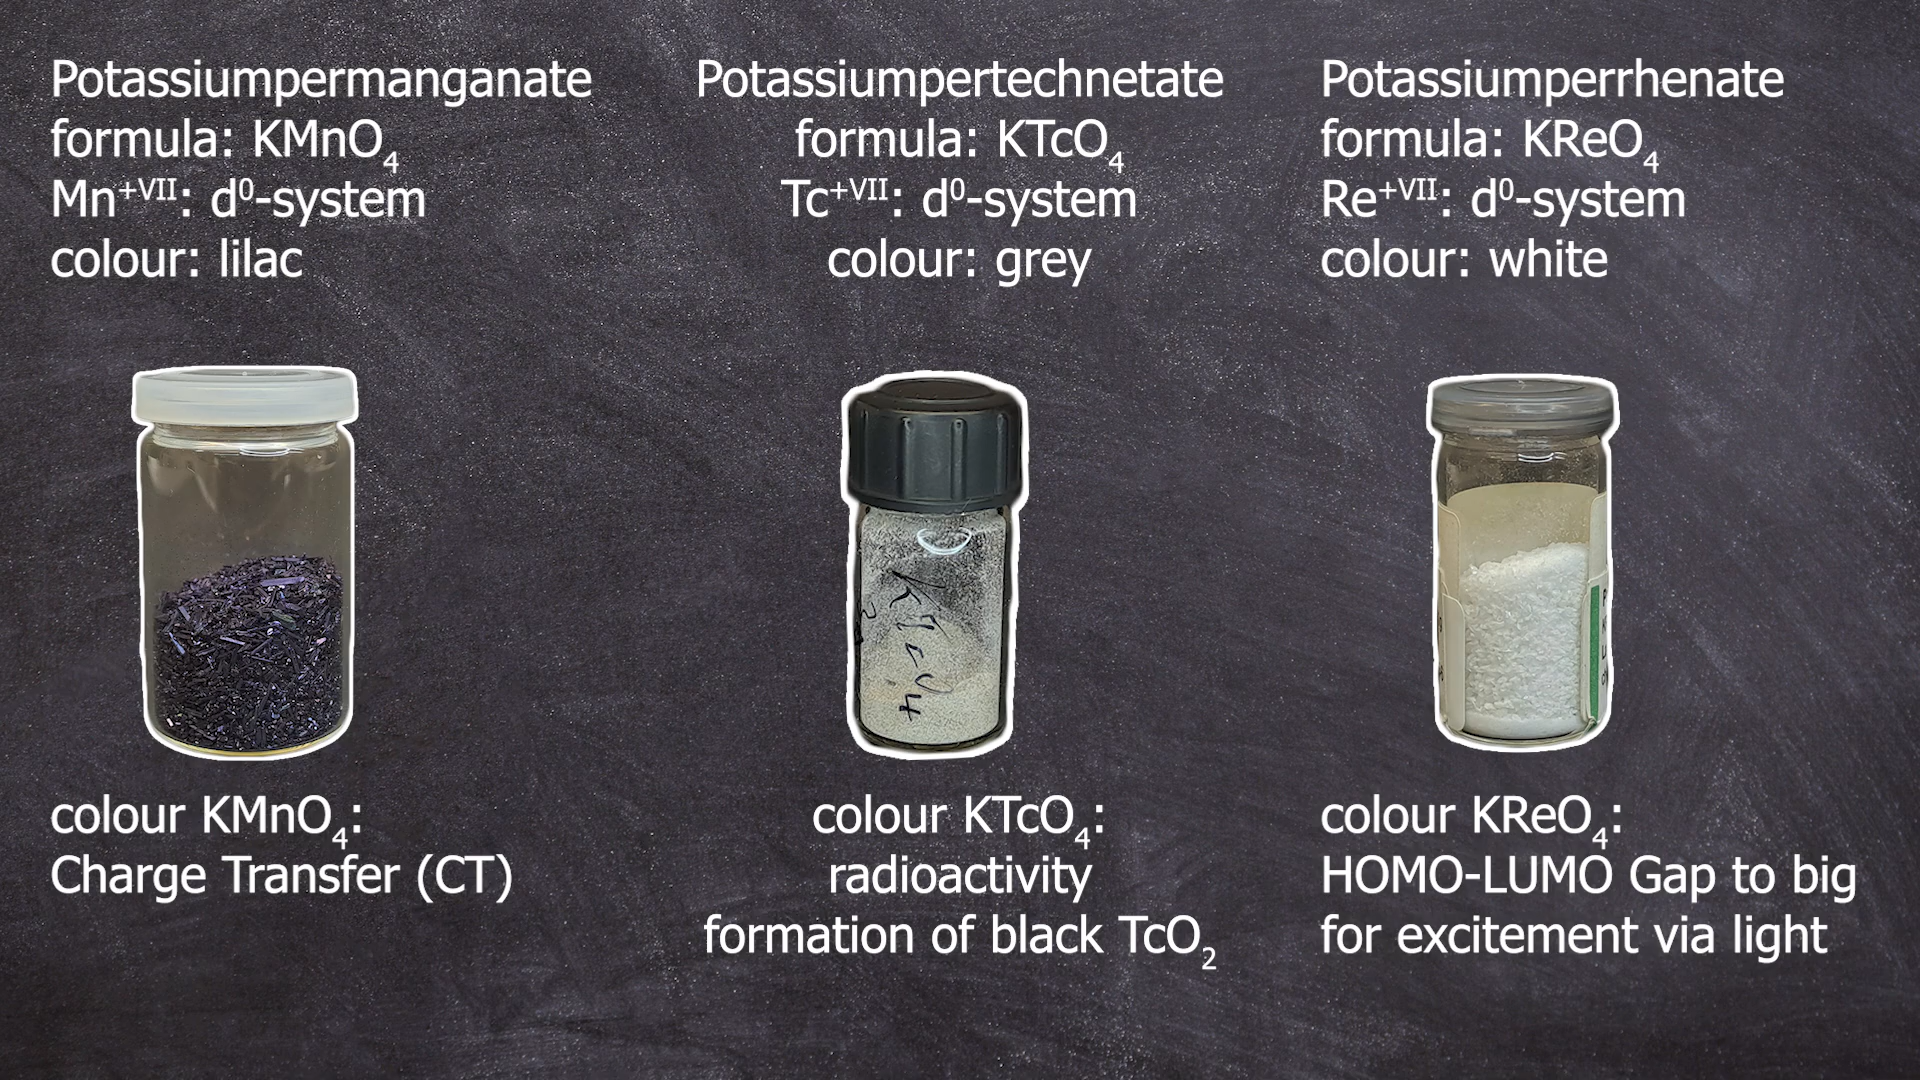 Potassiumpermanganate
formula: KMnO₄
Mn⁺ⱽᴵᴵ: d⁰-system
colour: lilac
Potassiumpertechnetate
formula: KTcO₄
Tc⁺ⱽᴵᴵ: d⁰-system
colour: grey
Potassiumperrhenate
formula: KReO₄
Re⁺ⱽᴵᴵ: d⁰-system
colour: white
KTcO4
colour KMnO₄:
Charge Transfer (CT)
colour KTcO₄:
radioactivity
formation of black TcO₂
colour KReO₄:
HOMO-LUMO Gap to big
for excitement via light